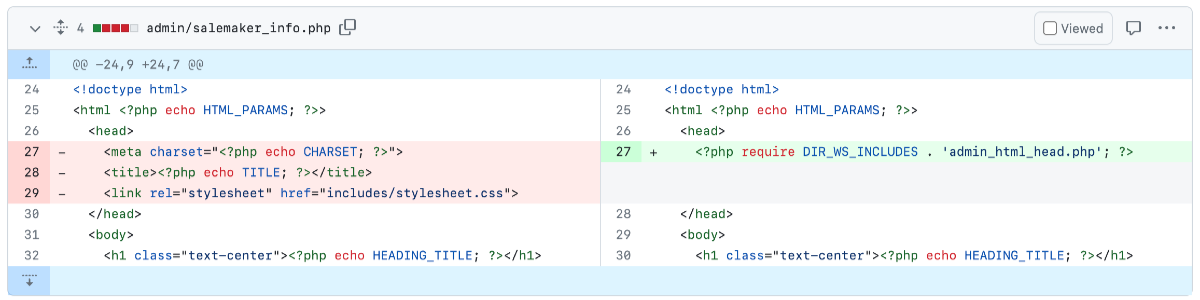 4 admin/salemaker_info.php Viewed
@@ -24,9 +24,7 @@
24 <!doctype html>
25 <html <?php echo HTML_PARAMS; ?>>
26 <head>
27 - <meta charset="<?php echo CHARSET; ?>">
28 - <title><?php echo TITLE; ?></title>
29 - <link rel="stylesheet" href="includes/stylesheet.css">
30 </head>
31 <body>
32 <h1 class="text-center"><?php echo HEADING_TITLE; ?></h1>
24 <!doctype html>
25 <html <?php echo HTML_PARAMS; ?>>
26 <head>
27 + <?php require DIR_WS_INCLUDES . 'admin_html_head.php'; ?>
28 </head>
29 <body>
30 <h1 class="text-center"><?php echo HEADING_TITLE; ?></h1>